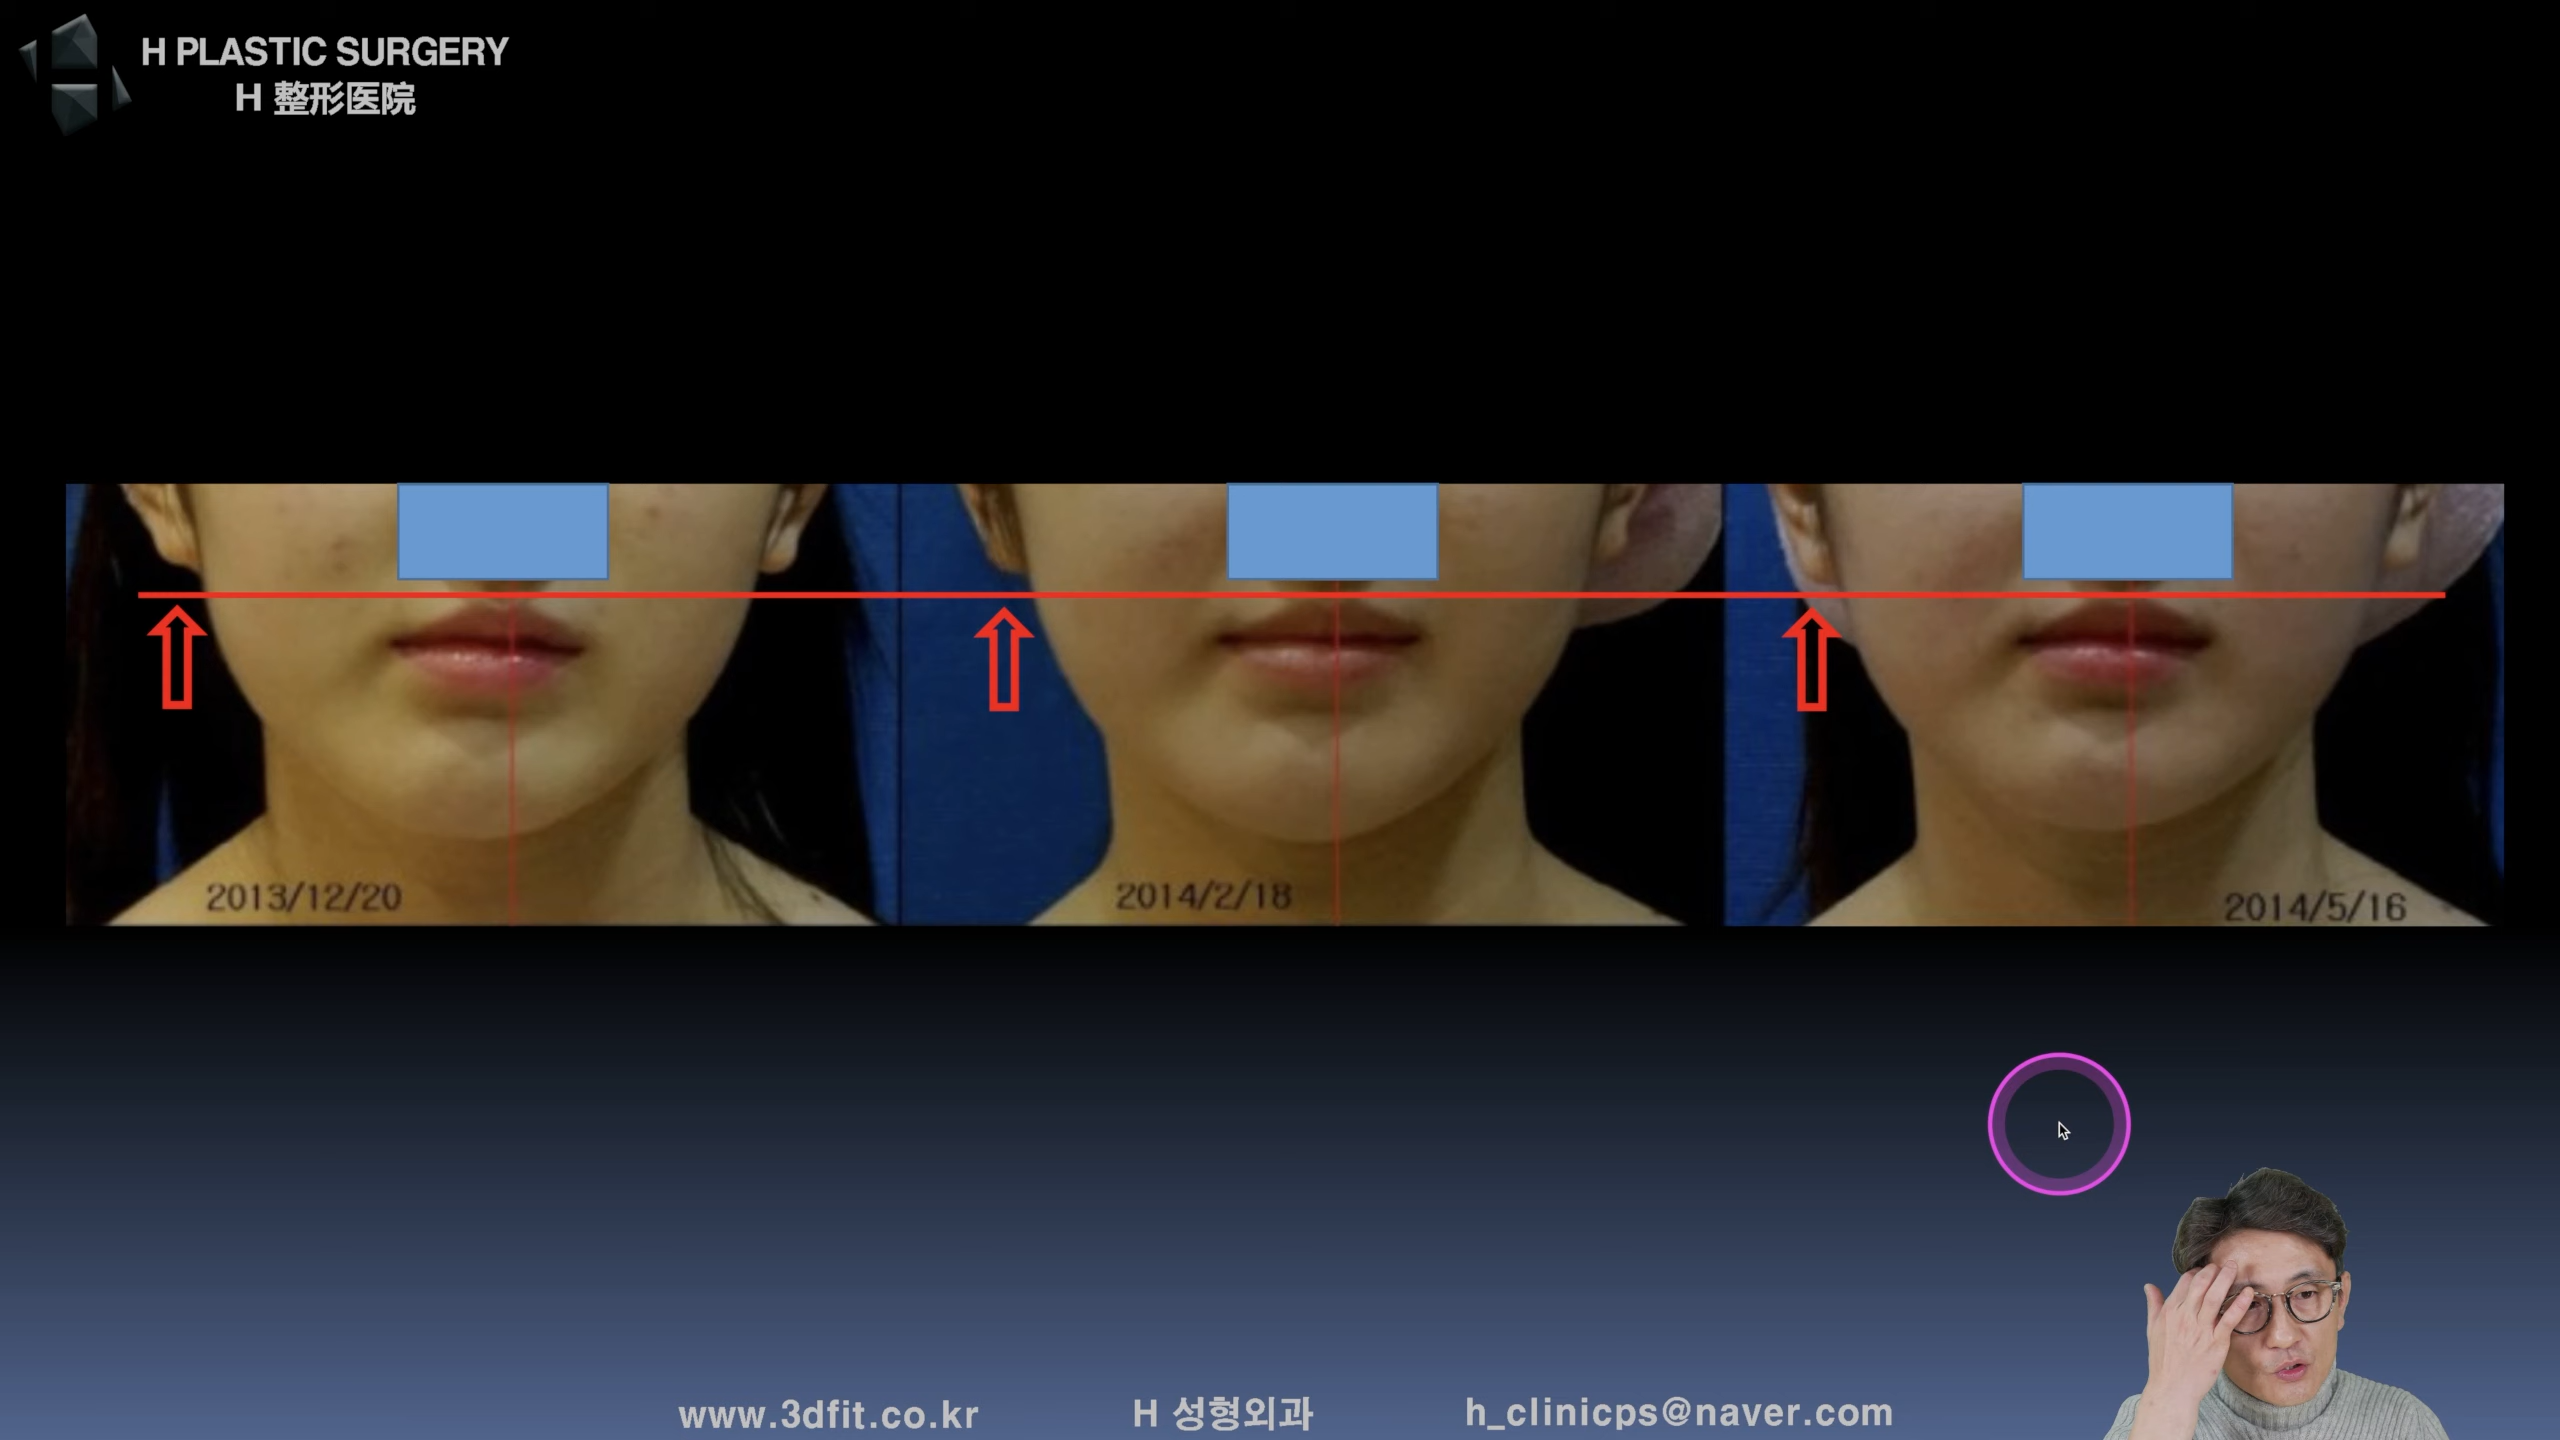 H PLASTIC SURGERY
H 整形医院
2013/12/20
2014/2/18
2014/5/16
www.3dfit.co.kr
H 성형외과
h_clinicps@naver.com